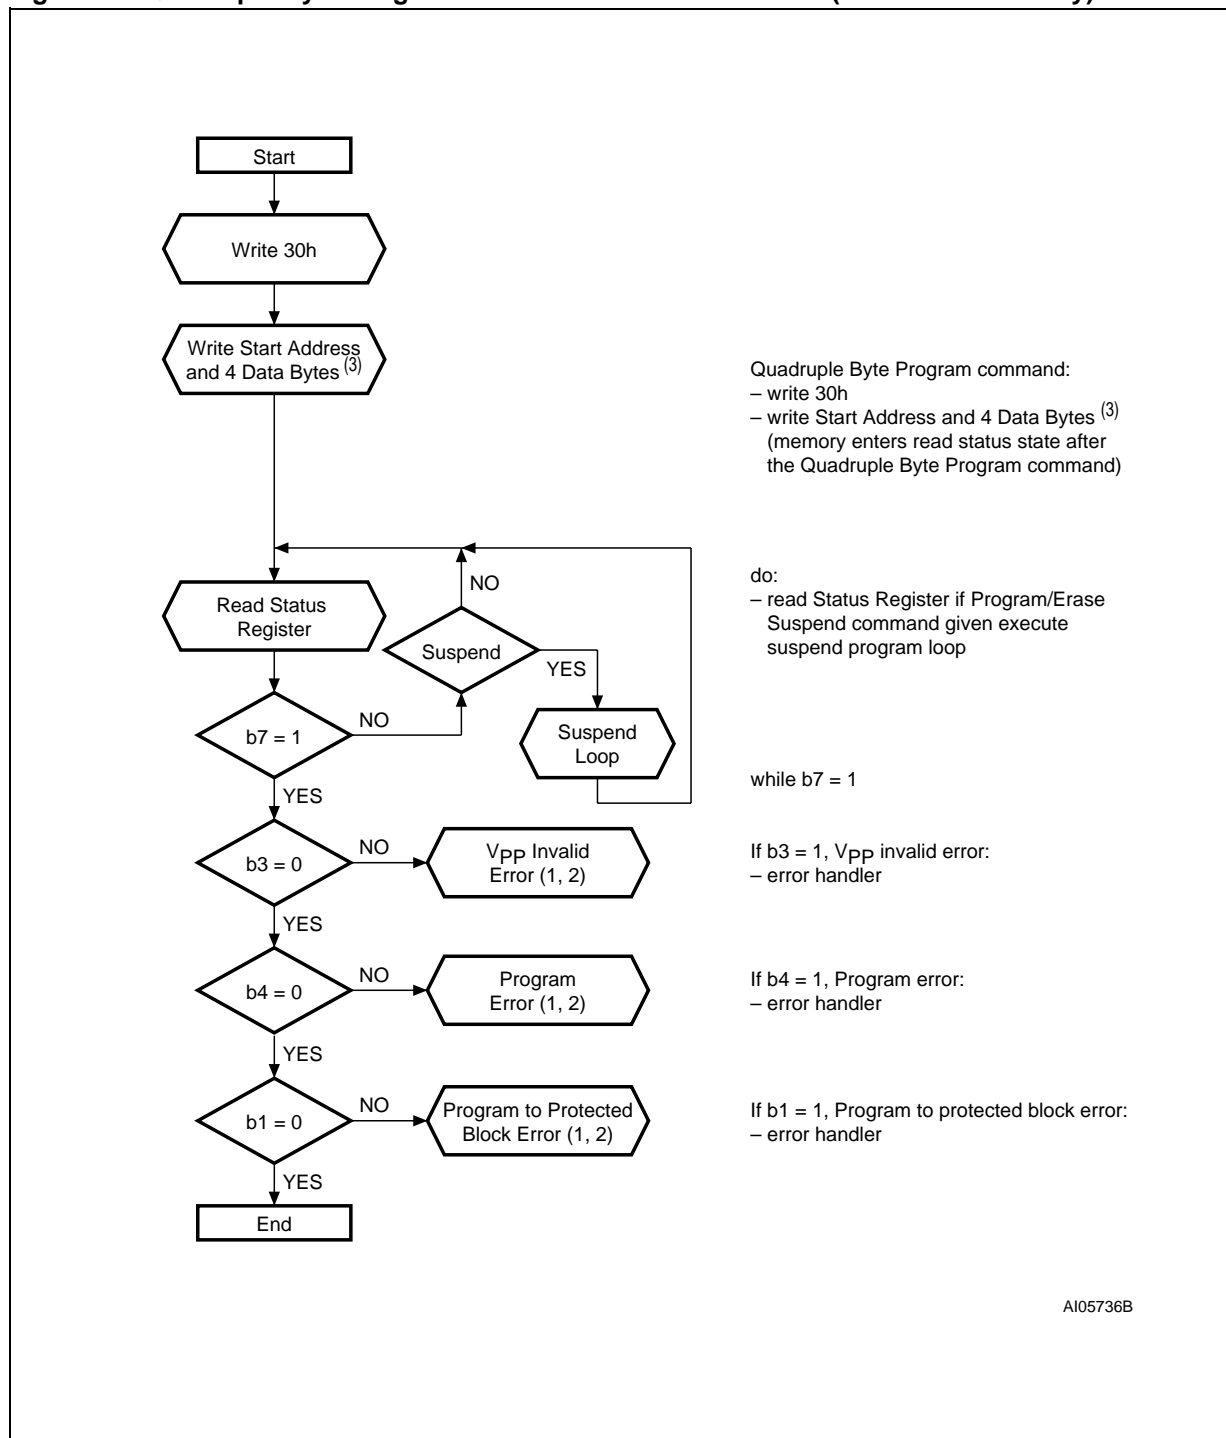 Start
Write 30h
Write Start Address
and 4 Data Bytes (3)
Quadruple Byte Program command:
– write 30h
– write Start Address and 4 Data Bytes (3)
(memory enters read status state after
the Quadruple Byte Program command)
NO
do:
– read Status Register if Program/Erase
Suspend command given execute
suspend program loop
Read Status
Register
Suspend
YES
NO
b7 = 1
Suspend
Loop
while b7 = 1
YES
b3 = 0
NO
VPP Invalid
Error (1, 2)
If b3 = 1, VPP invalid error:
– error handler
YES
b4 = 0
NO
Program
Error (1, 2)
If b4 = 1, Program error:
– error handler
YES
b1 = 0
NO
Program to Protected
Block Error (1, 2)
If b1 = 1, Program to protected block error:
– error handler
YES
End
AI05736B